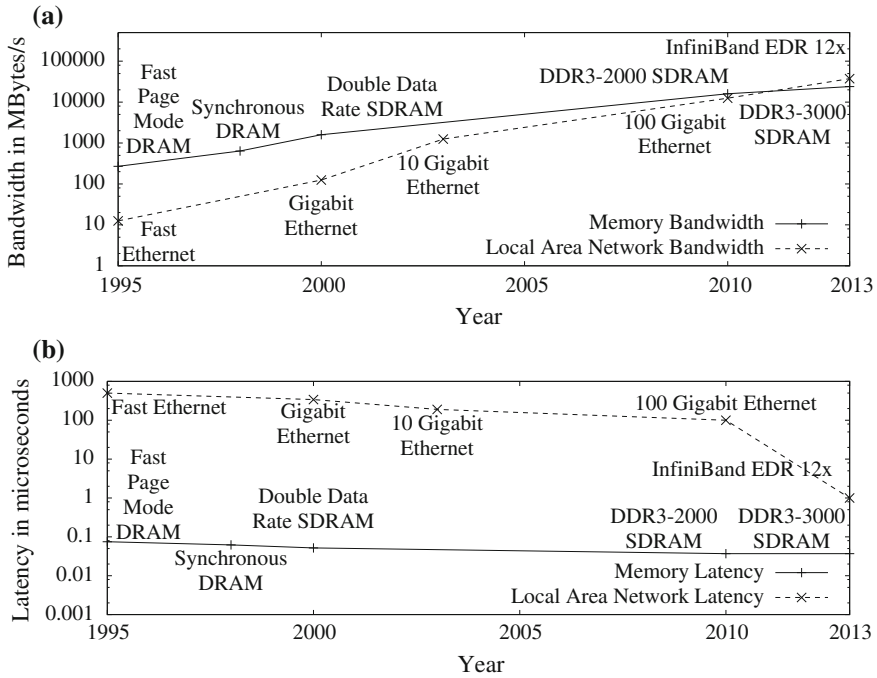 (a)
Bandwidth in MBytes/s
100000
10000
1000
100
10
1
Fast
Page
Mode
DRAM
Synchronous
DRAM
Double Data
Rate SDRAM
DDR3-2000 SDRAM
InfiniBand EDR 12x
DDR3-3000
SDRAM
Fast
Ethernet
Gigabit
Ethernet
10 Gigabit
Ethernet
100 Gigabit
Ethernet
Memory Bandwidth
Local Area Network Bandwidth
1995
2000
2005
2010
2013
Year
(b)
Latency in microseconds
1000
100
10
1
0.1
0.01
0.001
Fast Ethernet
Gigabit
Ethernet
10 Gigabit
Ethernet
100 Gigabit Ethernet
InfiniBand EDR 12x
Fast
Page
Mode
DRAM
Synchronous
DRAM
Double Data
Rate SDRAM
DDR3-2000
SDRAM
DDR3-3000
SDRAM
Memory Latency
Local Area Network Latency
1995
2000
2005
2010
2013
Year